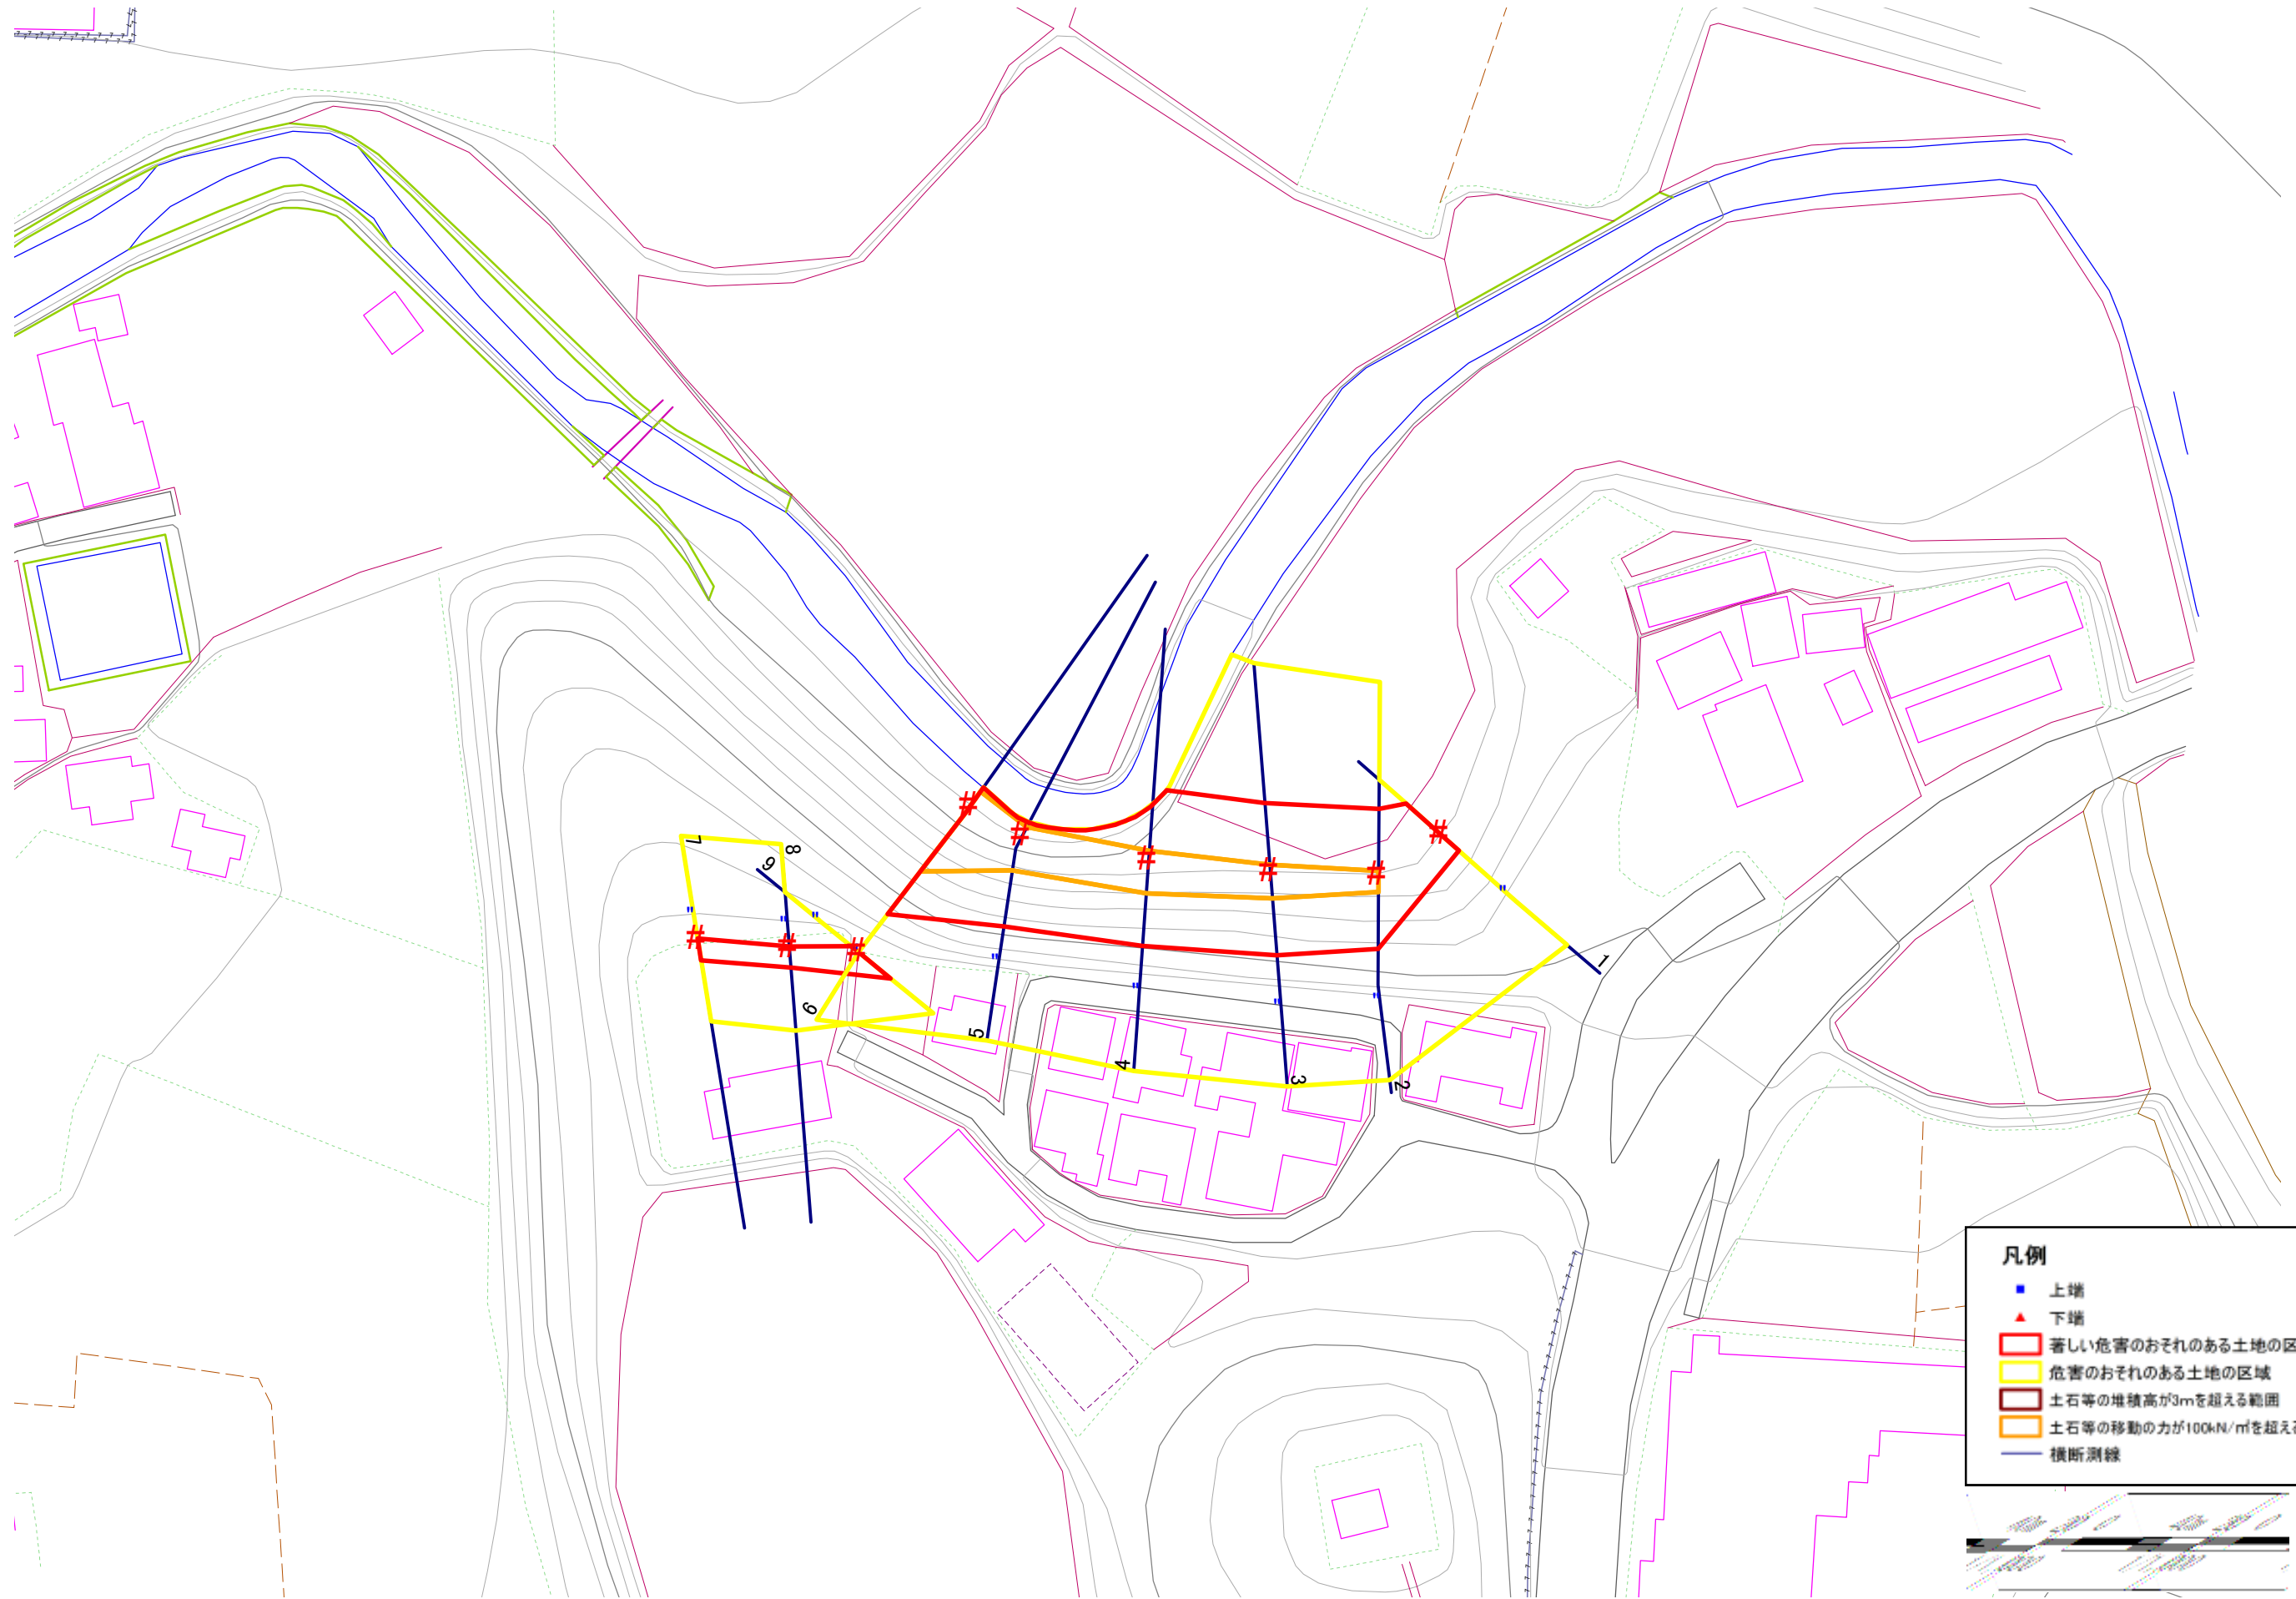 7
8
9
1
6
5
4
3
2
凡例
上端
下端
著しい危害のおそれのある土地の区
危害のおそれのある土地の区域
土石等の堆積高が3mを超える範囲
土石等の移動の力が100kN/㎡を超える
横断測線